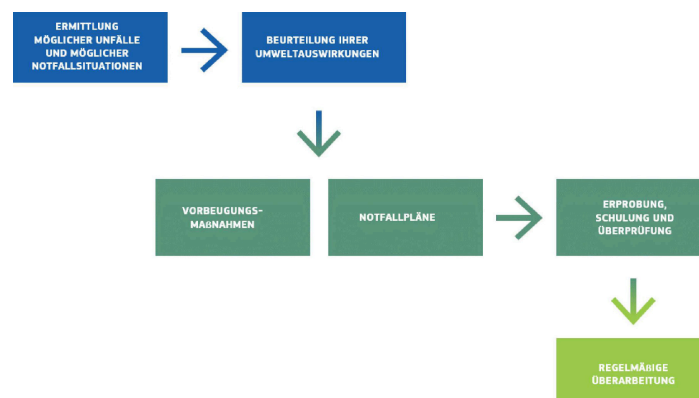 ERMITTLUNG
MÖGLICHER UNFÄLLE
UND MÖGLICHER
NOTFALLSITUATIONEN
BEURTEILUNG IHRER
UMWELTAUSWIRKUNGEN
VORBEUGUNGS-
MAßNAHMEN
NOTFALLPLÄNE
ERPROBUNG,
SCHULUNG UND
ÜBERPRÜFUNG
REGELMÄßIGE
ÜBERARBEITUNG